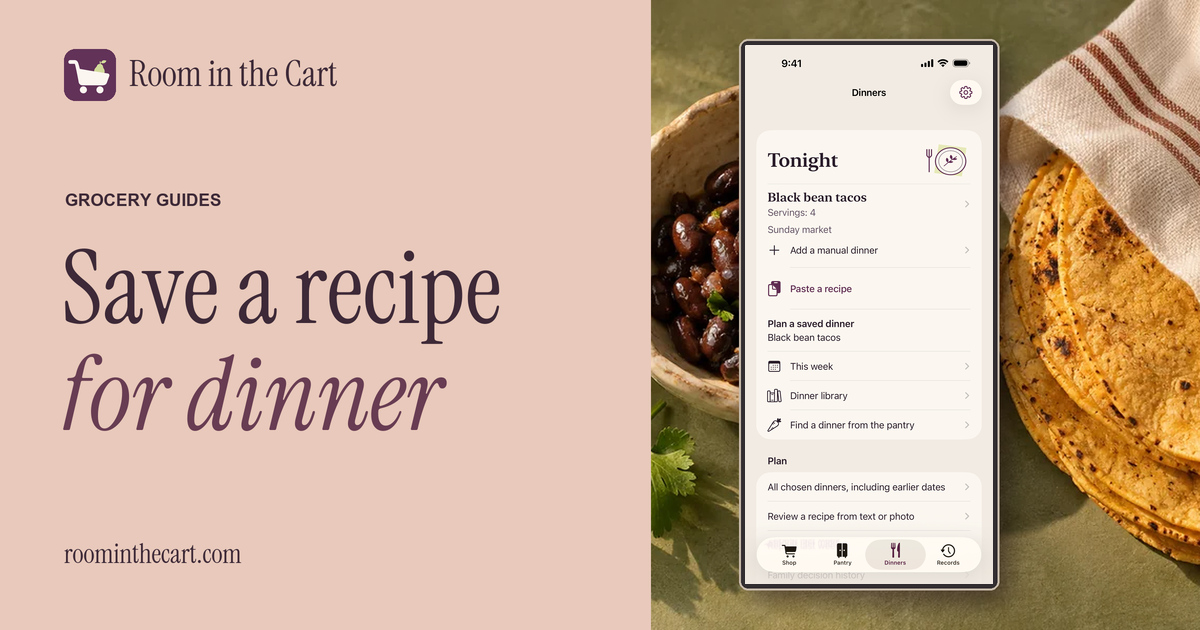 Room in the Cart
GROCERY GUIDES
Save a recipe
for dinner
roominthecart.com
9:41
Dinners
Tonight
Black bean tacos
Servings: 4
Sunday market
Add a manual dinner
Paste a recipe
Plan a saved dinner
Black bean tacos
This week
Dinner library
Find a dinner from the pantry
Plan
All chosen dinners, including earlier dates
Review a recipe from text or photo
Shop
Pantry
Dinners
Records
Family decision history